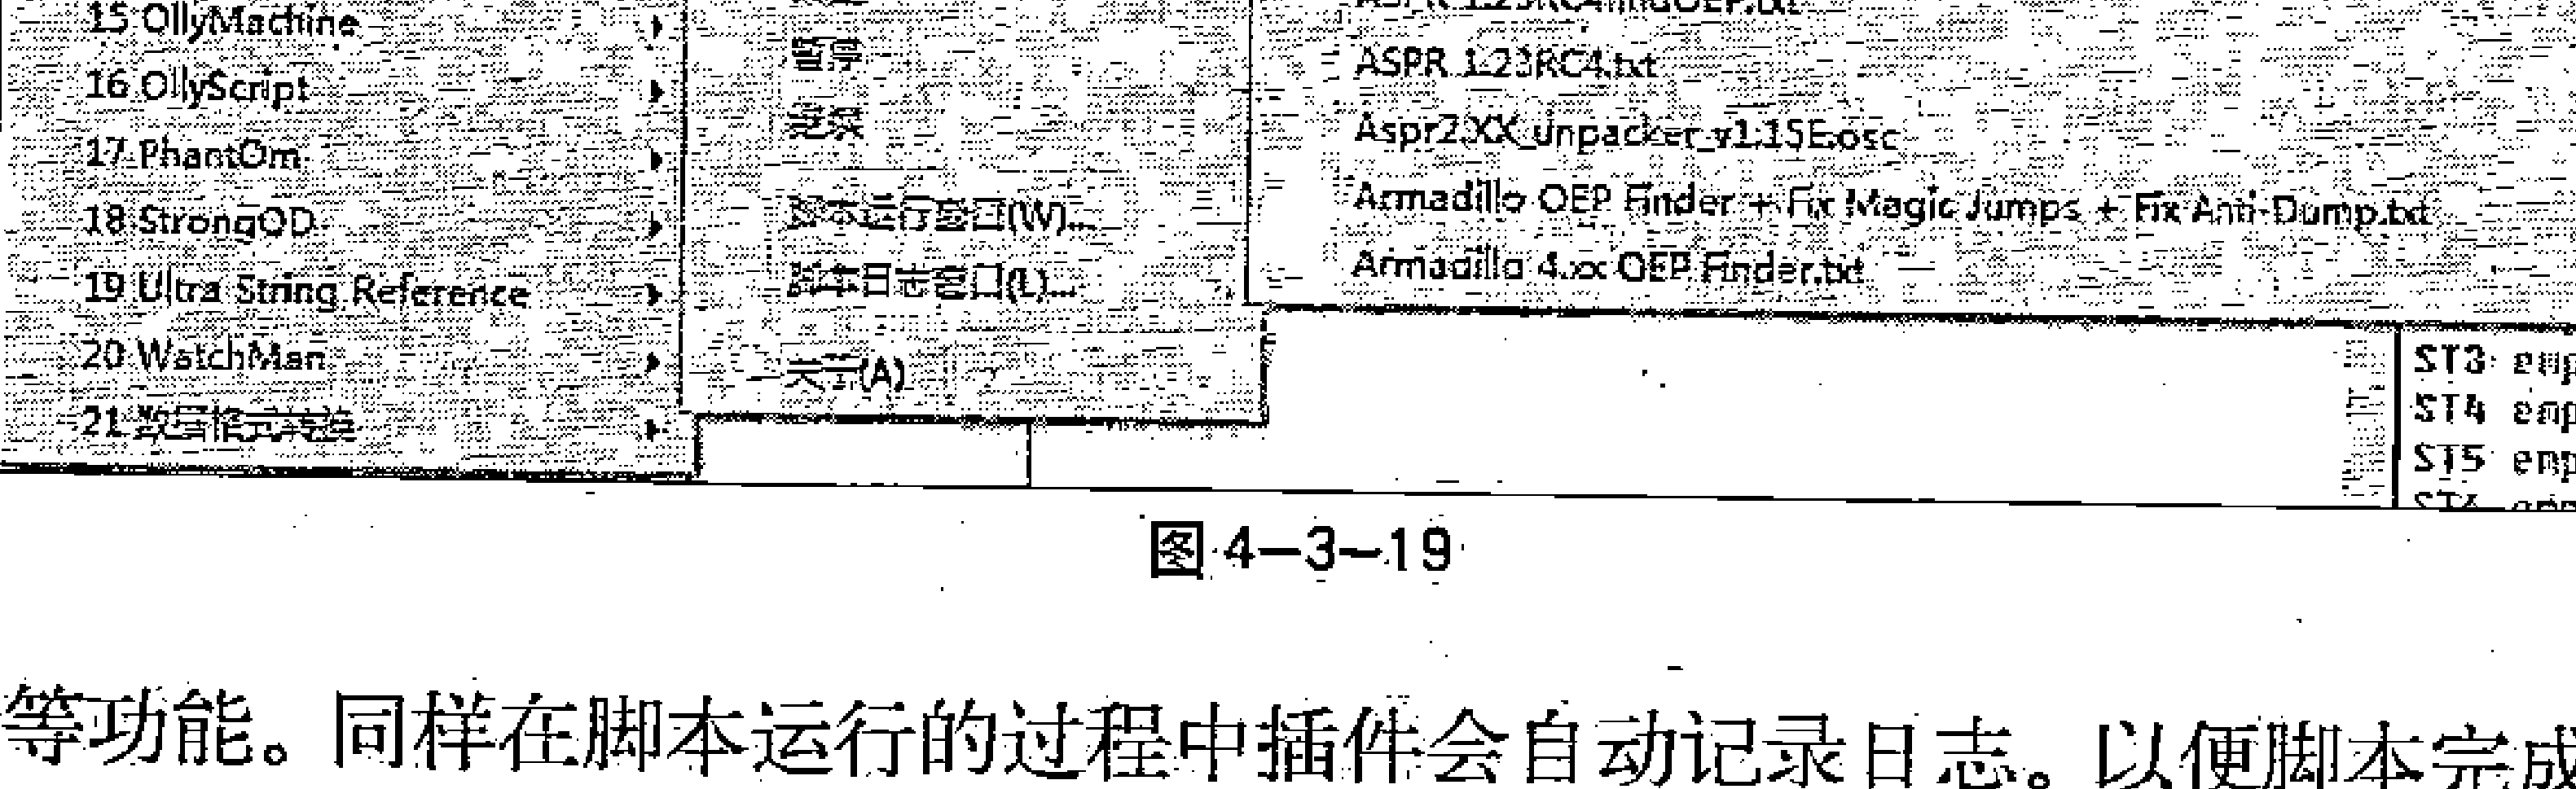 15 OllyMachine
16 OllyScript
17 PhantOm
18 StrongOD
19 Ultra String Reference
20 WatchMan
21 数据格式转换
暂停
继续
脚本运行窗口(W)...
脚本日志窗口(L)...
关于(A)
ASPR 1.23RC4.txt
Aspr2.XX_unpacker_v1.15E.osc
Armadillo OEP Finder + Fix Magic Jumps + Fix Anti-Dump.txt
Armadillo 4.xx OEP Finder.txt
ST3 emp
ST4 emp
ST5 emp
图 4-3-19
等功能。同样在脚本运行的过程中插件会自动记录日志。以便脚本完成